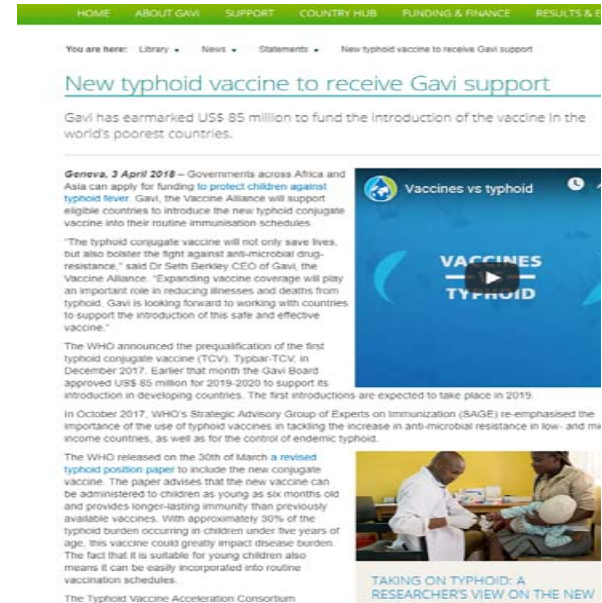 HOME ABOUT GAVI SUPPORT COUNTRY HUB FUNDING & FINANCE RESULTS & E
You are here: Library News Statements New typhoid vaccine to receive Gavi support
New typhoid vaccine to receive Gavi support
Gavi has earmarked US$ 85 million to fund the introduction of the vaccine in the
world's poorest countries.
Geneva, 3 April 2018 – Governments across Africa and
Asia can apply for funding to protect children against
typhoid fever. Gavi, the Vaccine Alliance will support
eligible countries to introduce the new typhoid conjugate
vaccine into their routine immunisation schedules.
"The typhoid conjugate vaccine will not only save lives,
but also bolster the fight against anti-microbial drug-
resistance," said Dr Seth Berkley CEO of Gavi, the
Vaccine Alliance. "Expanding vaccine coverage will play
an important role in reducing illnesses and deaths from
typhoid. Gavi is looking forward to working with countries
to support the introduction of this safe and effective
vaccine."
Vaccines vs typhoid
VACCINES
TYPHOID
The WHO announced the prequalification of the first
typhoid conjugate vaccine (TCV), Typbar-TCV, in
December 2017. Earlier that month the Gavi Board
approved US$ 85 million for 2019-2020 to support its
introduction in developing countries. The first introductions are expected to take place in 2019.
In October 2017, WHO's Strategic Advisory Group of Experts on Immunization (SAGE) re-emphasised the
importance of the use of typhoid vaccines in tackling the increase in anti-microbial resistance in low- and mi
income countries, as well as for the control of endemic typhoid.
The WHO released on the 30th of March a revised
typhoid position paper to include the new conjugate
vaccine. The paper advises that the new vaccine can
be administered to children as young as six months old
and provides longer-lasting immunity than previously
available vaccines. With approximately 30% of the
typhoid burden occurring in children under five years of
age, this vaccine could greatly impact disease burden.
The fact that it is suitable for young children also
means it can be easily incorporated into routine
vaccination schedules.
The Typhoid Vaccine Acceleration Consortium
TAKING ON TYPHOID: A
RESEARCHER'S VIEW ON THE NEW